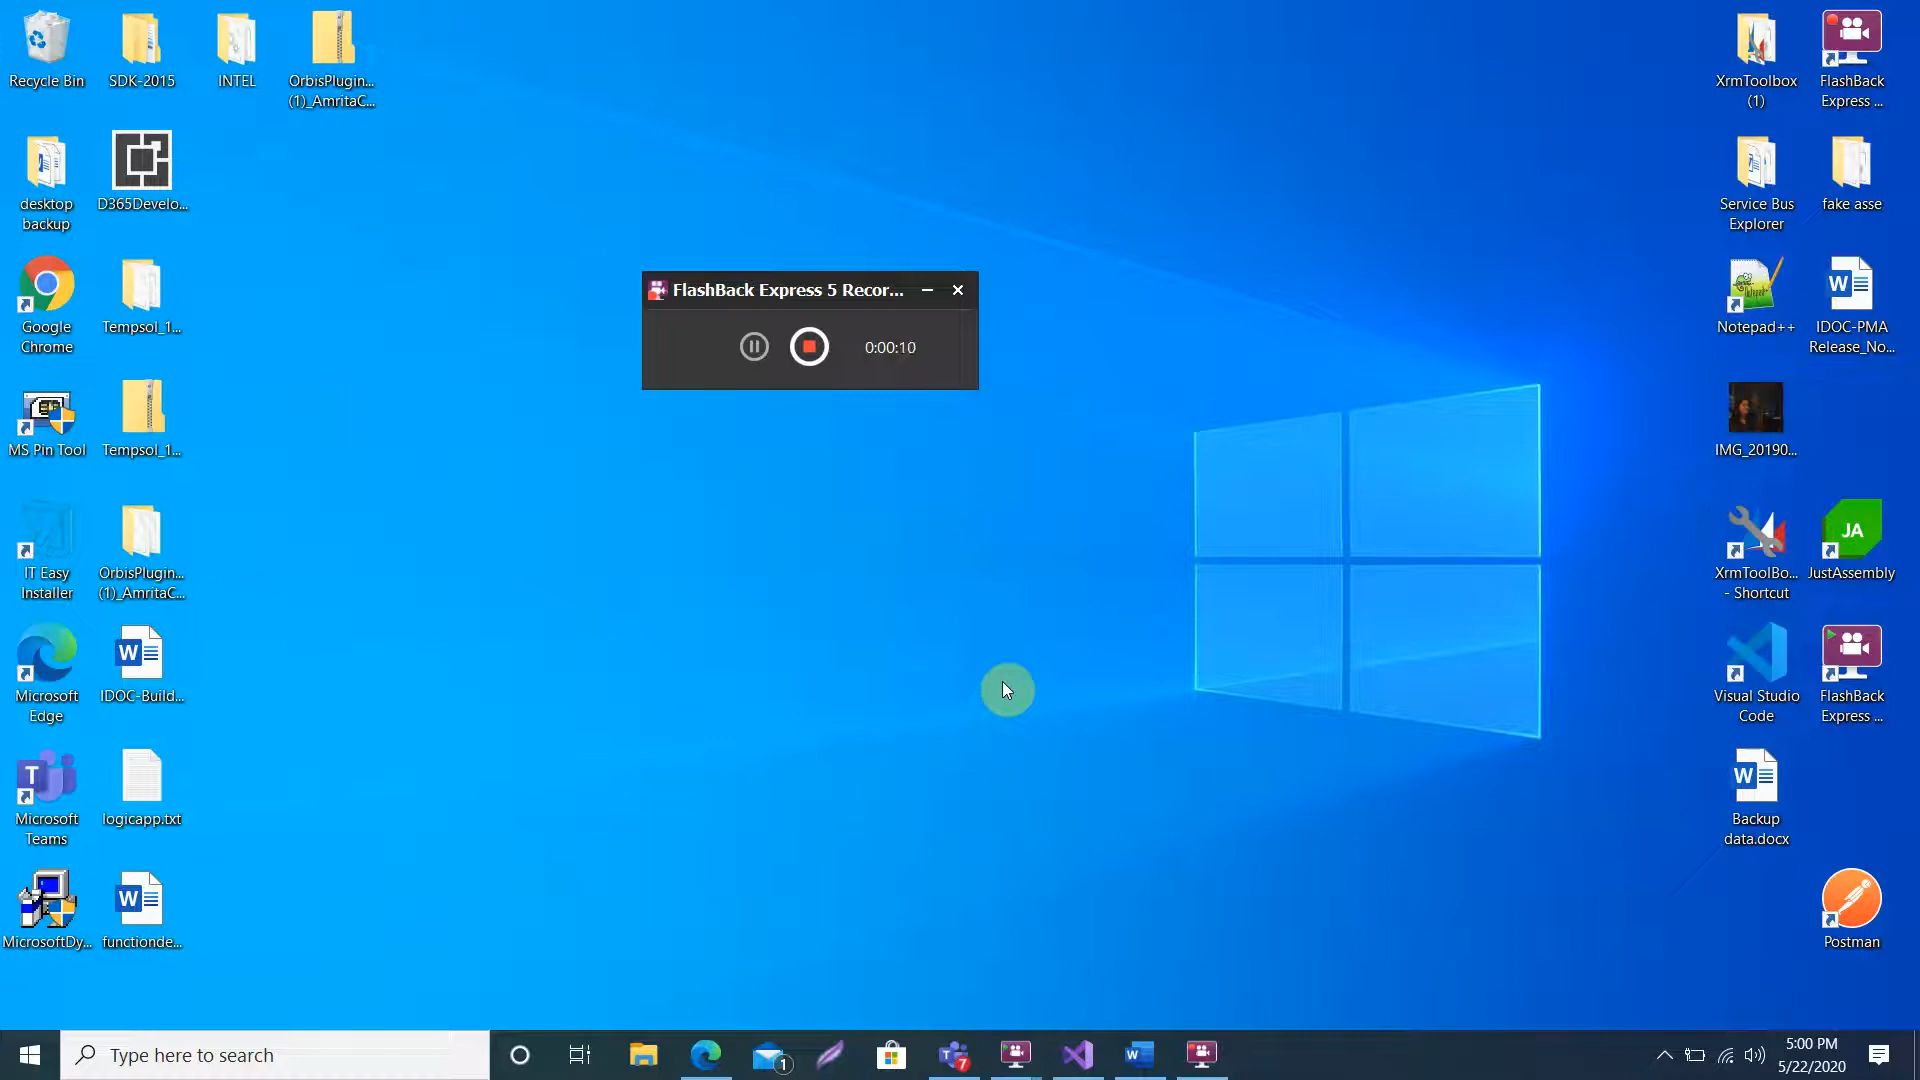 Recycle Bin
SDK-2015
INTEL
OrbisPlugin...
(1)_AmritaC...
XrmToolbox
(1)
FlashBack
Express ...
desktop
backup
D365Develo...
Service Bus
Explorer
fake asse
Google
Chrome
Tempsol_1...
FlashBack Express 5 Recor...
0:00:10
Notepad++
IDOC-PMA
Release_No...
MS Pin Tool
Tempsol_1...
IMG_20190...
IT Easy
Installer
OrbisPlugin...
(1)_AmritaC...
XrmToolBo...
- Shortcut
JA
JustAssembly
Microsoft
Edge
IDOC-Build...
Visual Studio
Code
FlashBack
Express ...
Microsoft
Teams
logicapp.txt
Backup
data.docx
MicrosoftDy...
functionde...
Postman
Type here to search
1
7
5:00 PM
5/22/2020